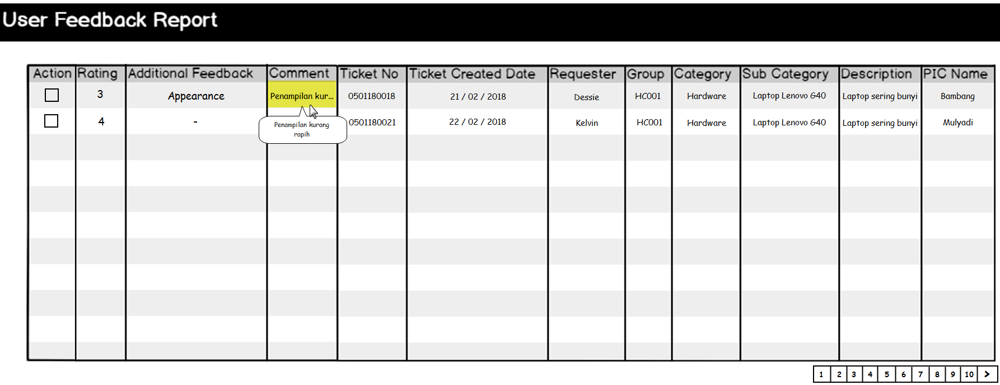 User Feedback Report
Action Rating Additional Feedback Comment Ticket No Ticket Created Date Requester Group Category Sub Category Description PIC Name
3 Appearance Penampilan kur... 0501180018 21 / 02 / 2018 Dessie HC001 Hardware Laptop Lenovo G40 Laptop sering bunyi Bambang
4 - 0501180021 22 / 02 / 2018 Kelvin HC001 Hardware Laptop Lenovo G40 Laptop sering bunyi Mulyadi
Penampilan kurang
rapih
1 2 3 4 5 6 7 8 9 10 >